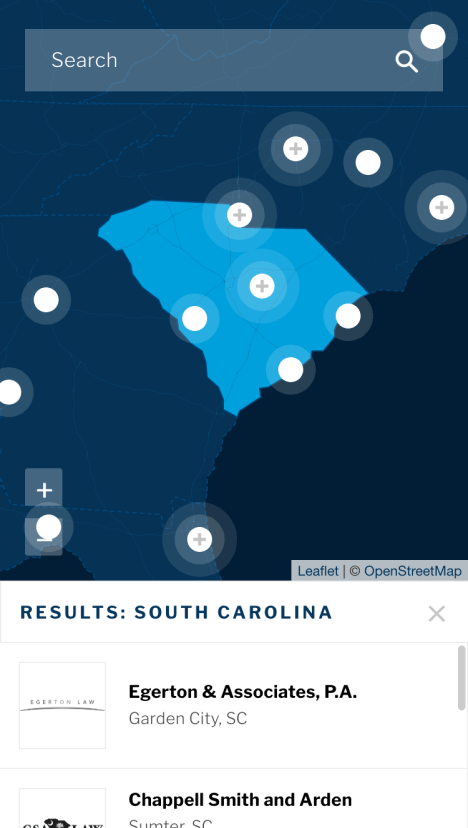 Search
+
Leaflet | © OpenStreetMap
RESULTS: SOUTH CAROLINA
EGERTON LAW
Egerton & Associates, P.A.
Garden City, SC
Chappell Smith and Arden
Sumter, SC